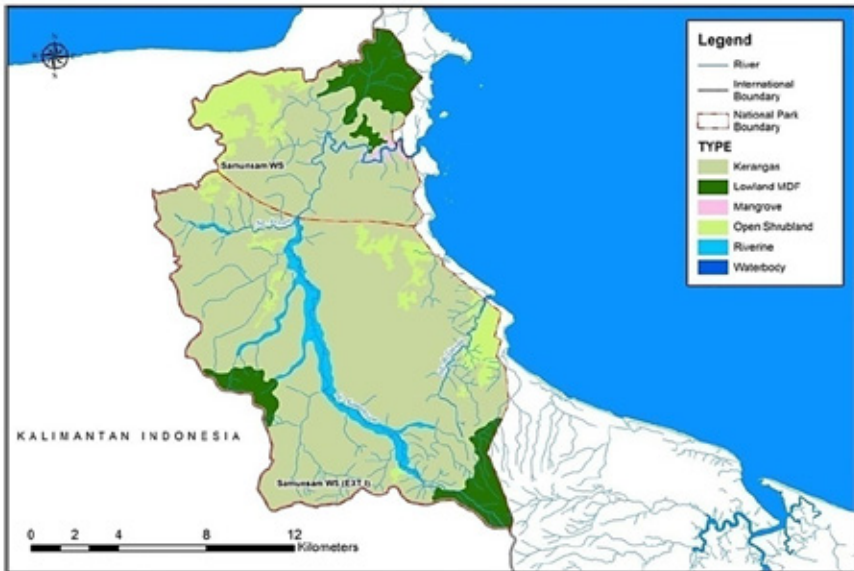 N
S
Legend
River
International
Boundary
National Park
Boundary
TYPE
Kerangas
Lowland MDF
Mangrove
Open Shrubland
Riverine
Waterbody
Samunsam WS
KALIMANTAN INDONESIA
Samunsam WS (EXT I)
0 2 4 8 12
Kilometers